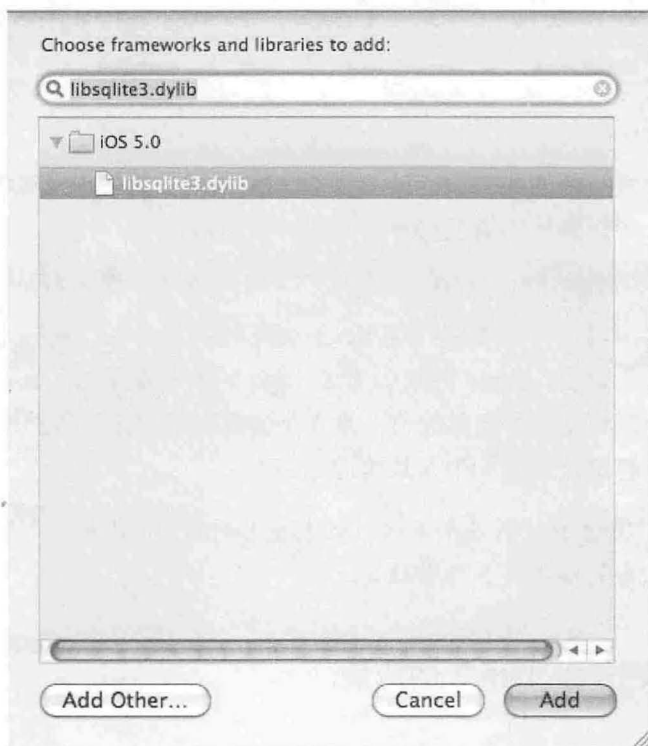 Choose frameworks and libraries to add:
libsqlite3.dylib
iOS 5.0
libsqlite3.dylib
Add Other...
Cancel
Add